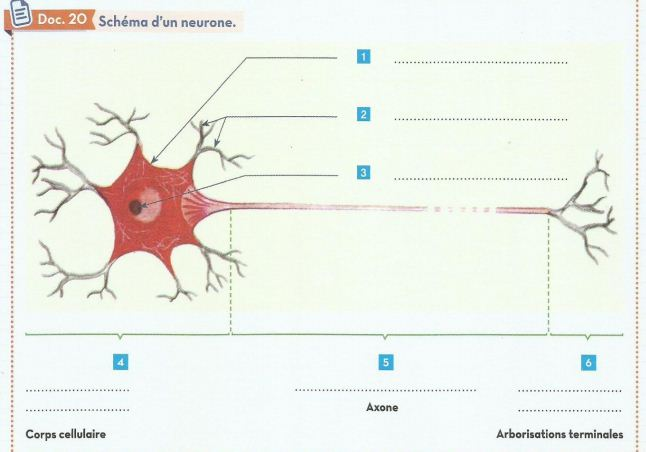 Doc. 20 Schéma d'un neurone.
1 ........................................
2 ........................................
3 ........................................
4 5 6
........................ ........................................ ........................
........................ ........................
Axone
Corps cellulaire Arborisations terminales